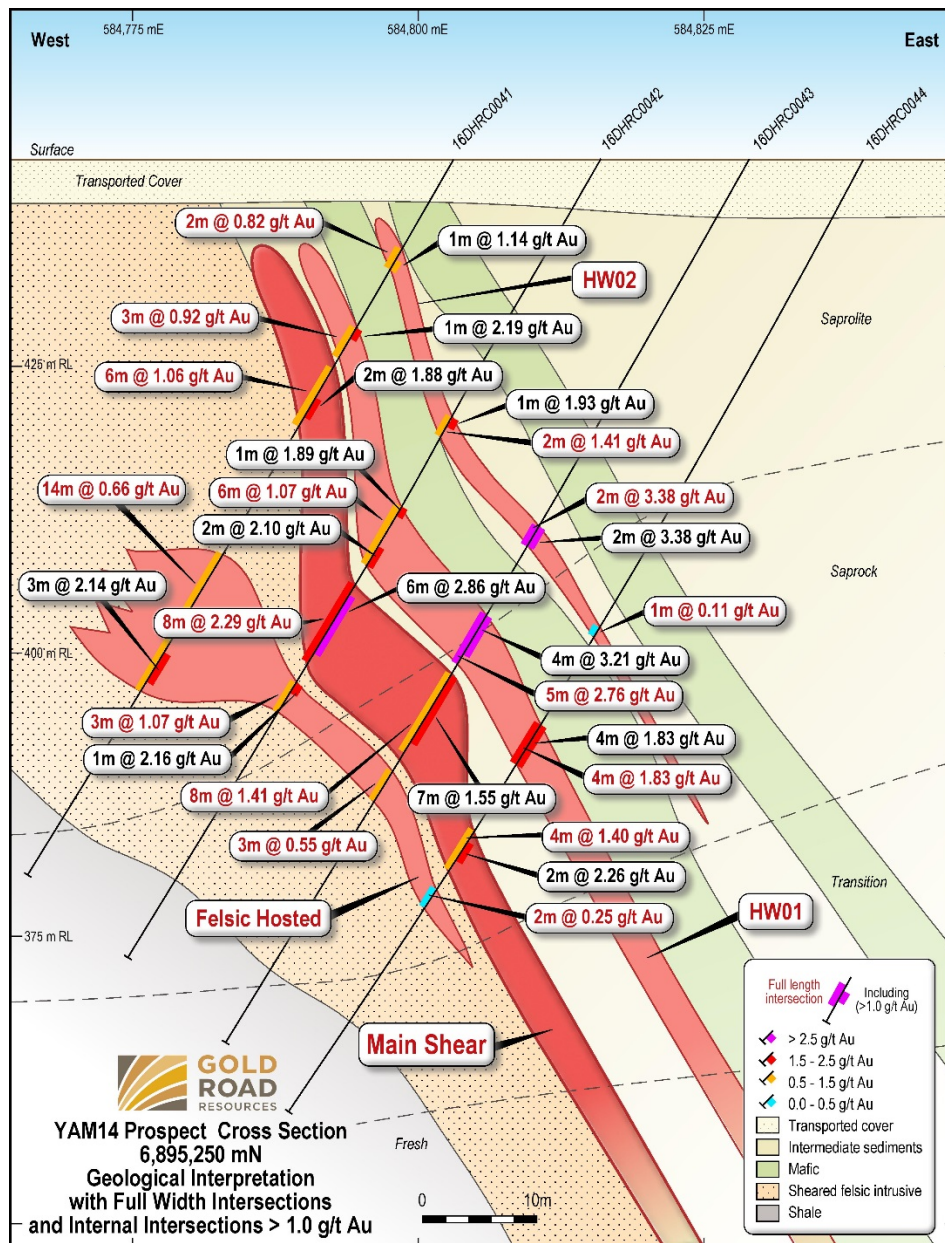 584,775 mE
584,800 mE
584,825 mE
West
East
16DHRC0041
16DHRC0042
16DHRC0043
16DHRC0044
Surface
Transported Cover
2m @ 0.82 g/t Au
1m @ 1.14 g/t Au
HW02
3m @ 0.92 g/t Au
1m @ 2.19 g/t Au
Saprolite
425 m RL
6m @ 1.06 g/t Au
2m @ 1.88 g/t Au
1m @ 1.93 g/t Au
2m @ 1.41 g/t Au
1m @ 1.89 g/t Au
14m @ 0.66 g/t Au
6m @ 1.07 g/t Au
2m @ 3.38 g/t Au
2m @ 2.10 g/t Au
2m @ 3.38 g/t Au
Saprock
3m @ 2.14 g/t Au
6m @ 2.86 g/t Au
1m @ 0.11 g/t Au
8m @ 2.29 g/t Au
400 m RL
4m @ 3.21 g/t Au
5m @ 2.76 g/t Au
3m @ 1.07 g/t Au
4m @ 1.83 g/t Au
1m @ 2.16 g/t Au
4m @ 1.83 g/t Au
8m @ 1.41 g/t Au
7m @ 1.55 g/t Au
3m @ 0.55 g/t Au
4m @ 1.40 g/t Au
2m @ 2.26 g/t Au
Transition
Felsic Hosted
2m @ 0.25 g/t Au
HW01
375 m RL
Main Shear
Full length
intersection
Including
(>1.0 g/t Au)
> 2.5 g/t Au
1.5 - 2.5 g/t Au
0.5 - 1.5 g/t Au
0.0 - 0.5 g/t Au
Transported cover
Intermediate sediments
Mafic
Sheared felsic intrusive
Shale
GOLD
ROAD
RESOURCES
YAM14 Prospect Cross Section
6,895,250 mN
Geological Interpretation
with Full Width Intersections
and Internal Intersections > 1.0 g/t Au
Fresh
0 10m